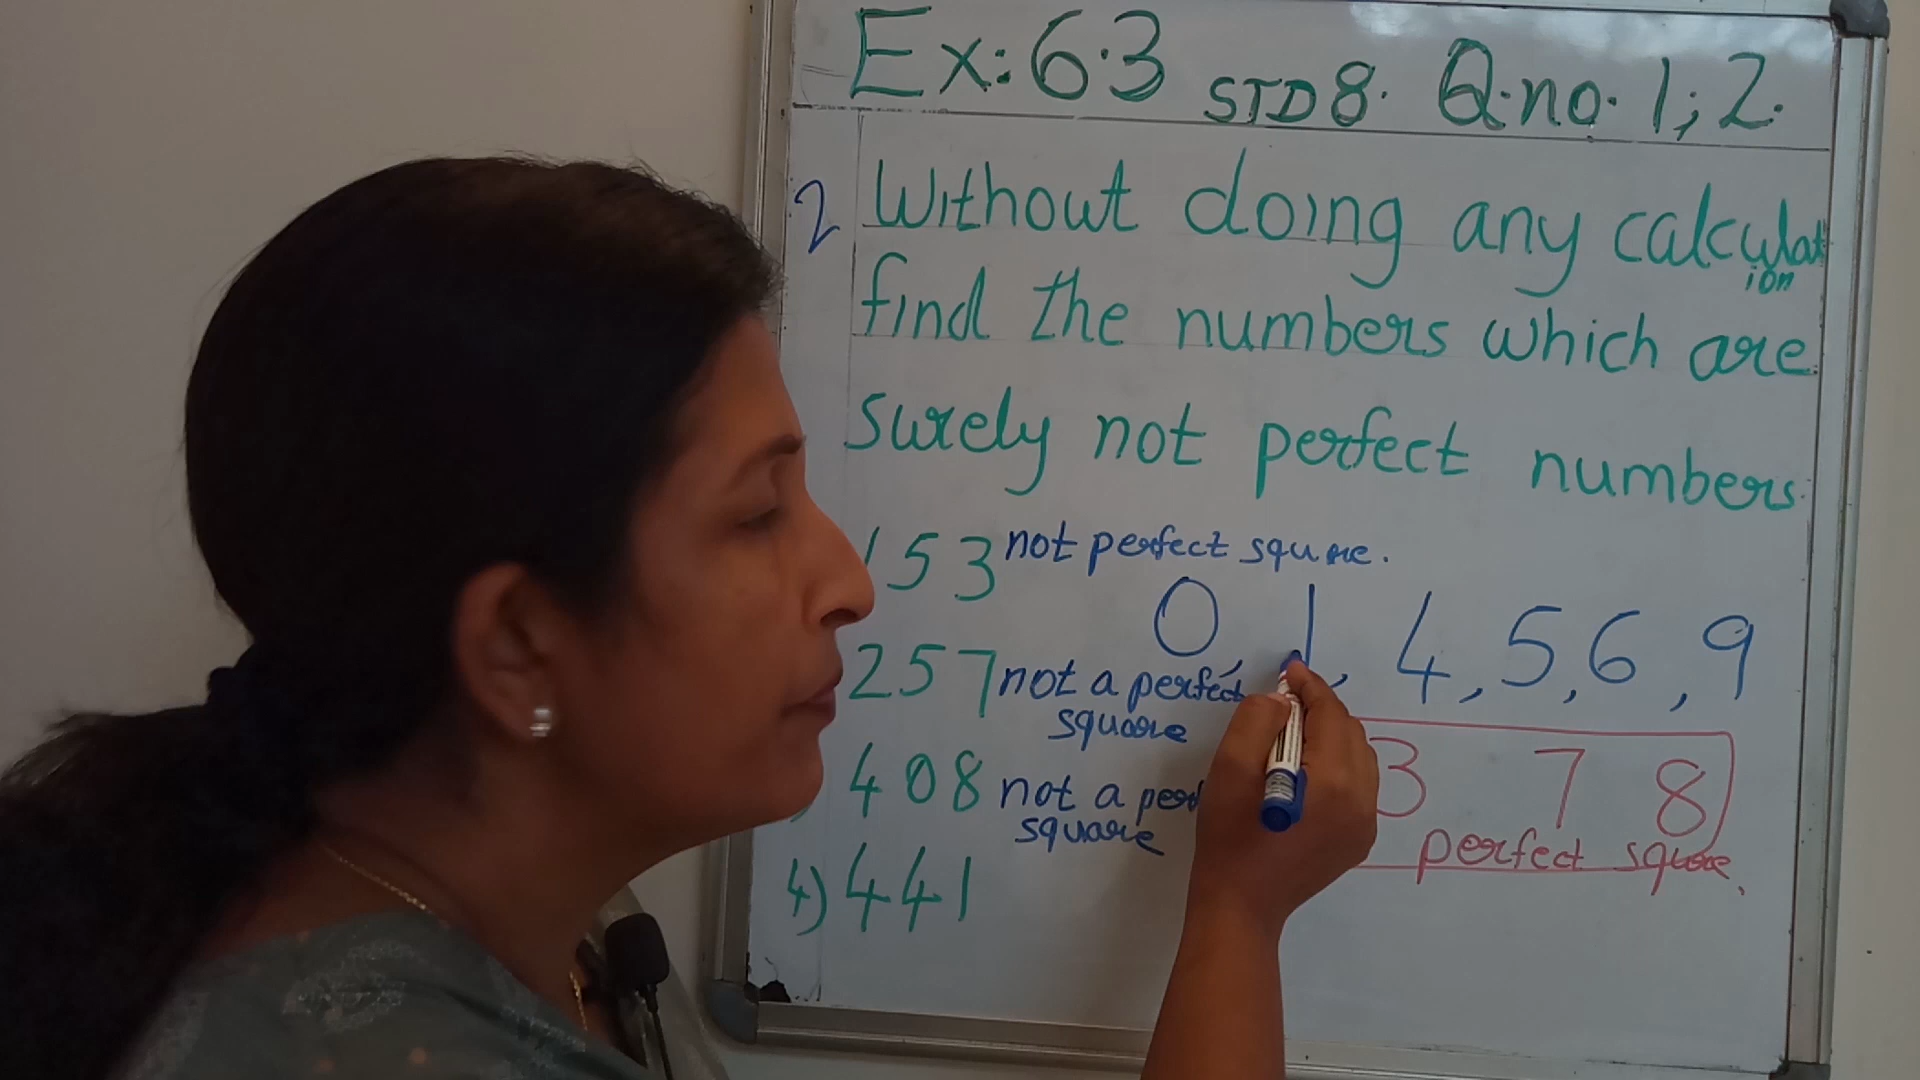 Ex: 6.3 STD 8. Q.no. 1; 2.
2 Without doing any calculation
find the numbers which are
surely not perfect numbers.
153 not perfect square.
0, 1, 4, 5, 6, 9
257 not a perfect
square
3 7 8
408 not a
square
perfect square.
4) 441